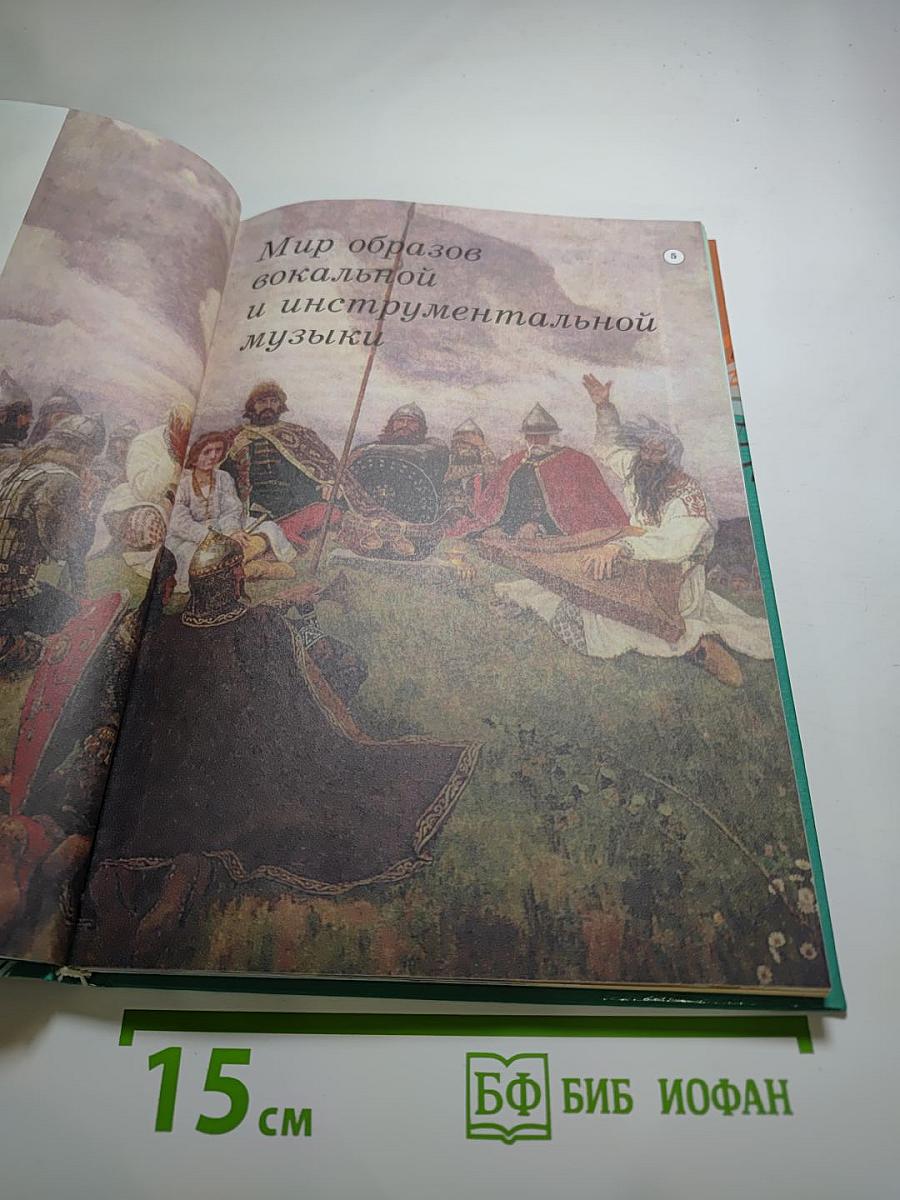 Мир образов
вокальной
и инструментальной
музыки
5
15 см
БФ БИБ ИОФАН